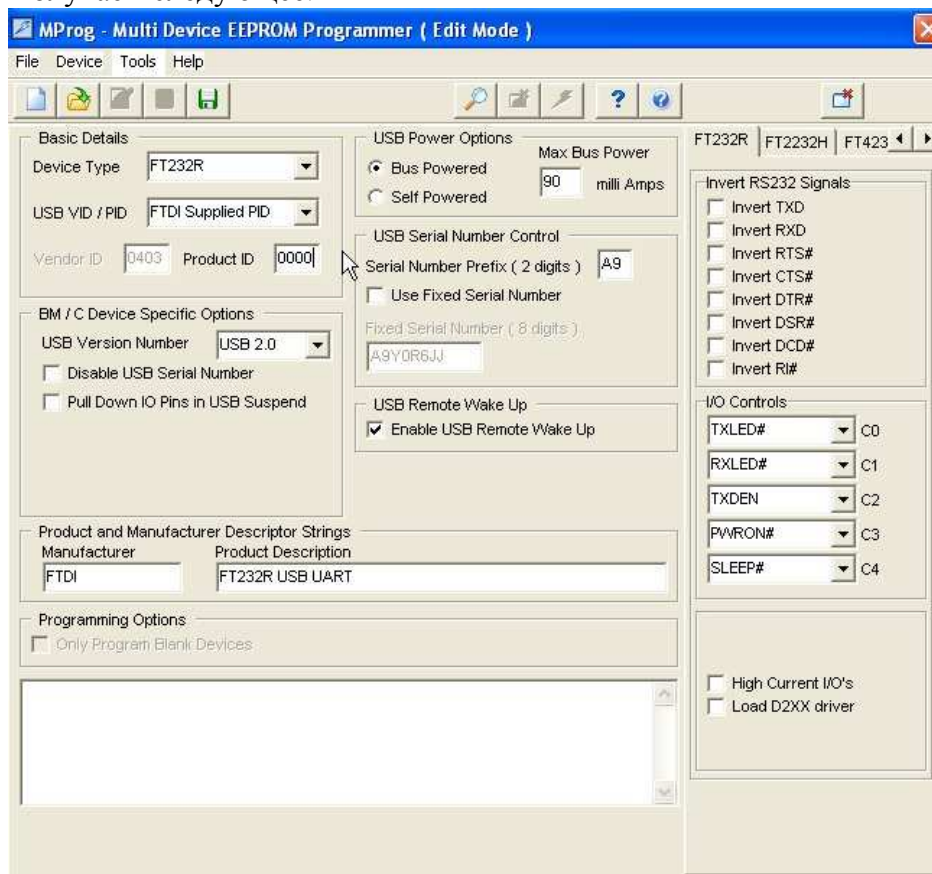 MProg - Multi Device EEPROM Programmer ( Edit Mode )
File Device Tools Help
Basic Details
Device Type FT232R
USB VID / PID FTDI Supplied PID
Vendor ID 0403 Product ID 0000
BM / C Device Specific Options
USB Version Number USB 2.0
Disable USB Serial Number
Pull Down IO Pins in USB Suspend
USB Power Options
Bus Powered
Self Powered
Max Bus Power
90 milli Amps
USB Serial Number Control
Serial Number Prefix ( 2 digits ) A9
Use Fixed Serial Number
Fixed Serial Number ( 8 digits )
A9Y0R6JJ
USB Remote Wake Up
Enable USB Remote Wake Up
Product and Manufacturer Descriptor Strings
Manufacturer Product Description
FTDI FT232R USB UART
Programming Options
Only Program Blank Devices
FT232R FT2232H FT423
Invert RS232 Signals
Invert TXD
Invert RXD
Invert RTS#
Invert CTS#
Invert DTR#
Invert DSR#
Invert DCD#
Invert RI#
I/O Controls
TXLED# C0
RXLED# C1
TXDEN C2
PWRON# C3
SLEEP# C4
High Current I/O's
Load D2XX driver